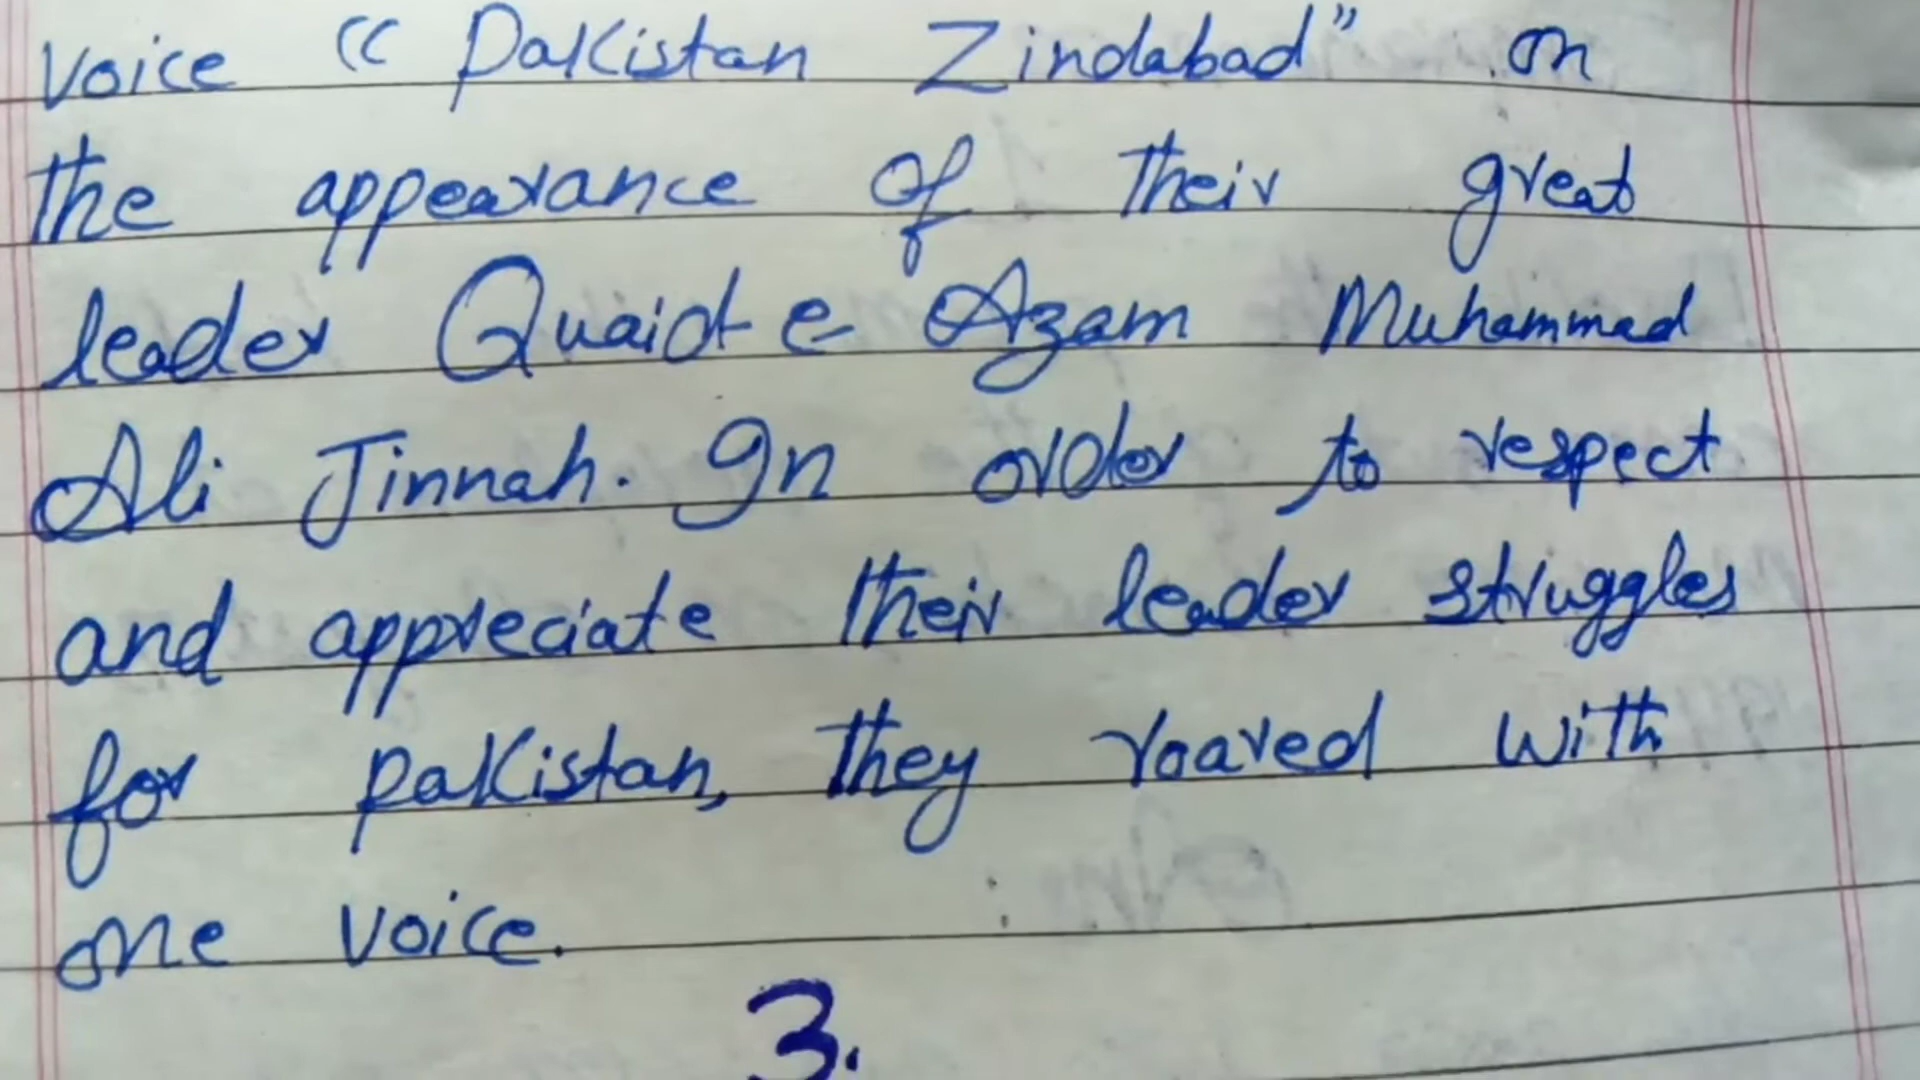 voice "Pakistan Zindabad" on
the appearance of their great
leader Quaid e Azam Muhammad
Ali Jinnah. In order to respect
and appreciate their leader struggles
for pakistan, they roared with
one voice.
3.